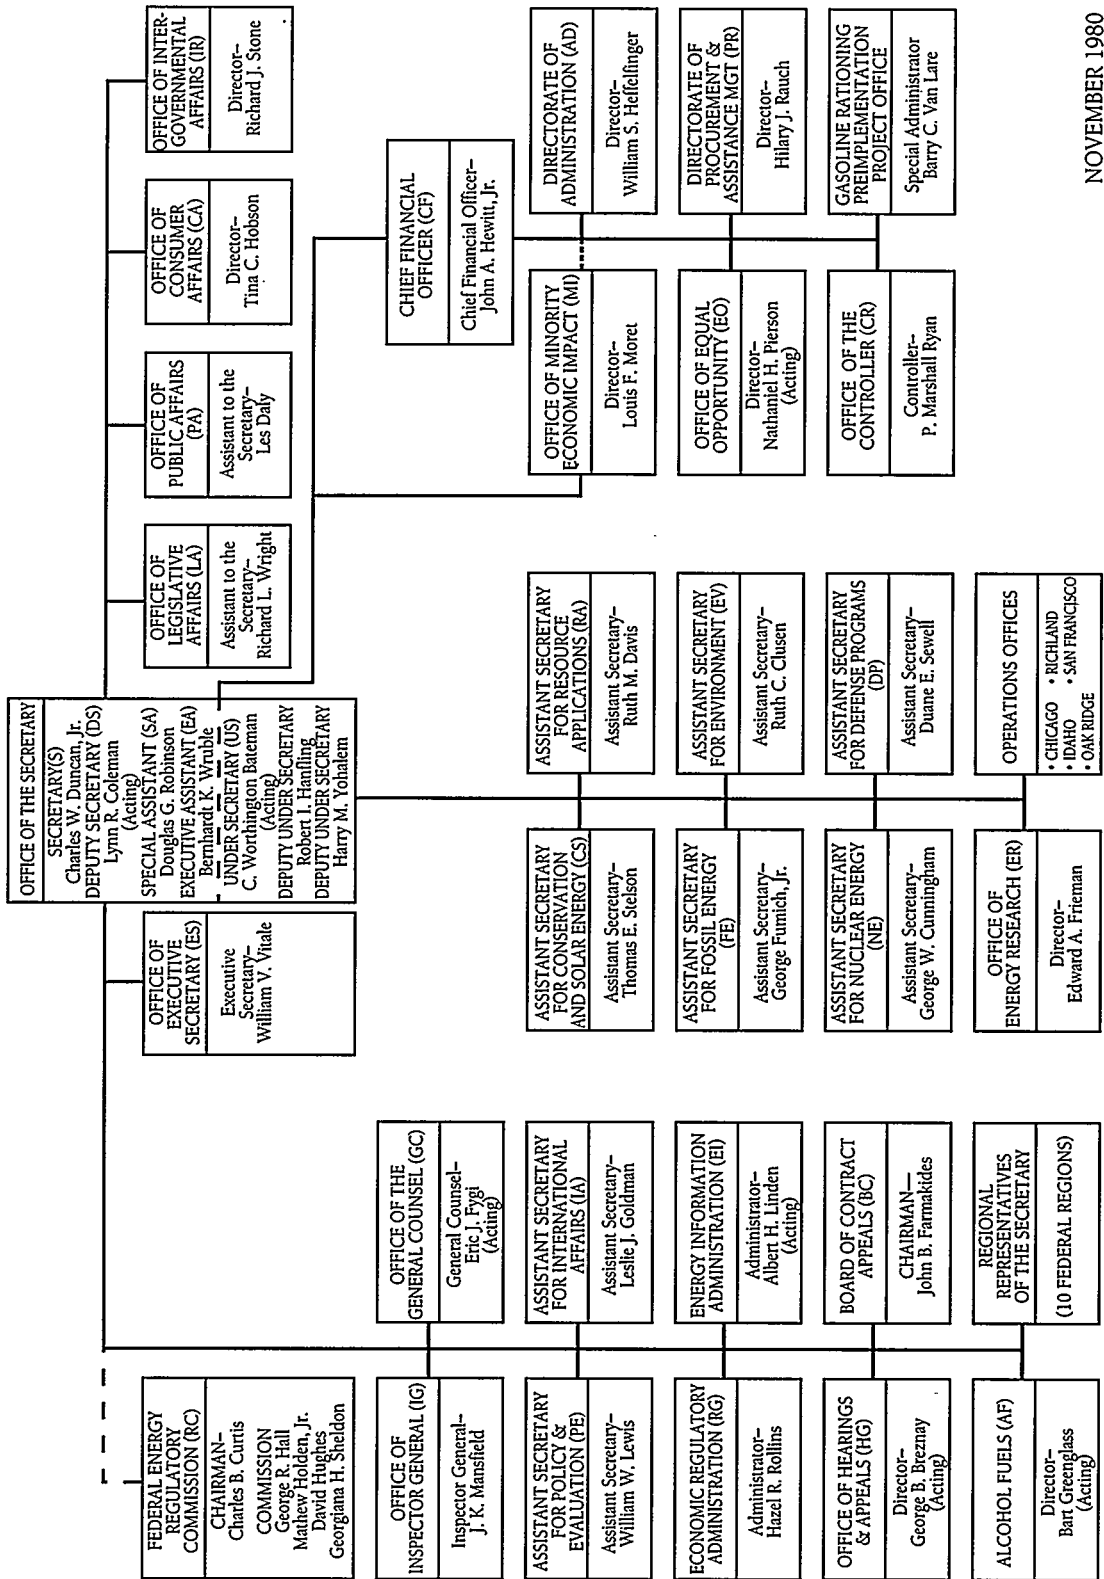 OFFICE OF THE SECRETARY
SECRETARY(S)
Charles W. Duncan, Jr.
DEPUTY SECRETARY (DS)
Lynn R. Coleman
(Acting)
SPECIAL ASSISTANT (SA)
Douglas G. Robinson
EXECUTIVE ASSISTANT (EA)
Bernhardt K. Wruble
UNDER SECRETARY (US)
C. Worthington Bateman
(Acting)
DEPUTY UNDER SECRETARY
Robert I. Hanfling
DEPUTY UNDER SECRETARY
Harry M. Yohalem
OFFICE OF
EXECUTIVE
SECRETARY (ES)
Executive
Secretary–
William V. Vitale
OFFICE OF
LEGISLATIVE
AFFAIRS (LA)
Assistant to the
Secretary–
Richard L. Wright
OFFICE OF
PUBLIC AFFAIRS
(PA)
Assistant to the
Secretary–
Les Daly
OFFICE OF
CONSUMER
AFFAIRS (CA)
Director–
Tina C. Hobson
OFFICE OF INTER-
GOVERNMENTAL
AFFAIRS (IR)
Director–
Richard J. Stone
FEDERAL ENERGY
REGULATORY
COMMISSION (RC)
CHAIRMAN–
Charles B. Curtis
COMMISSION
George R. Hall
Mathew Holden, Jr.
David Hughes
Georgiana H. Sheldon
OFFICE OF
INSPECTOR GENERAL (IG)
Inspector General–
J. K. Mansfield
OFFICE OF THE
GENERAL COUNSEL (GC)
General Counsel–
Eric J. Fygi
(Acting)
ASSISTANT SECRETARY
FOR POLICY &
EVALUATION (PE)
Assistant Secretary–
William W. Lewis
ASSISTANT SECRETARY
FOR INTERNATIONAL
AFFAIRS (IA)
Assistant Secretary–
Leslie J. Goldman
ECONOMIC REGULATORY
ADMINISTRATION (RG)
Administrator–
Hazel R. Rollins
ENERGY INFORMATION
ADMINISTRATION (EI)
Administrator–
Albert H. Linden
(Acting)
OFFICE OF HEARINGS
& APPEALS (HG)
Director–
George B. Breznay
(Acting)
BOARD OF CONTRACT
APPEALS (BC)
CHAIRMAN—
John B. Farmakides
ALCOHOL FUELS (AF)
Director–
Bart Greenglass
(Acting)
REGIONAL
REPRESENTATIVES
OF THE SECRETARY
(10 FEDERAL REGIONS)
ASSISTANT SECRETARY
FOR CONSERVATION
AND SOLAR ENERGY (CS)
Assistant Secretary–
Thomas E. Stelson
ASSISTANT SECRETARY
FOR RESOURCE
APPLICATIONS (RA)
Assistant Secretary–
Ruth M. Davis
ASSISTANT SECRETARY
FOR FOSSIL ENERGY
(FE)
Assistant Secretary–
George Fumich, Jr.
ASSISTANT SECRETARY
FOR ENVIRONMENT (EV)
Assistant Secretary–
Ruth C. Clusen
ASSISTANT SECRETARY
FOR NUCLEAR ENERGY
(NE)
Assistant Secretary–
George W. Cunningham
ASSISTANT SECRETARY
FOR DEFENSE PROGRAMS
(DP)
Assistant Secretary–
Duane E. Sewell
OFFICE OF
ENERGY RESEARCH (ER)
Director–
Edward A. Frieman
OPERATIONS OFFICES
• CHICAGO • RICHLAND
• IDAHO • SAN FRANCISCO
• OAK RIDGE
CHIEF FINANCIAL
OFFICER (CF)
Chief Financial Officer–
John A. Hewitt, Jr.
OFFICE OF MINORITY
ECONOMIC IMPACT (MI)
Director–
Louis F. Moret
DIRECTORATE OF
ADMINISTRATION (AD)
Director–
William S. Heffelfinger
OFFICE OF EQUAL
OPPORTUNITY (EO)
Director–
Nathaniel H. Pierson
(Acting)
DIRECTORATE OF
PROCUREMENT &
ASSISTANCE MGT (PR)
Director–
Hilary J. Rauch
OFFICE OF THE
CONTROLLER (CR)
Controller–
P. Marshall Ryan
GASOLINE RATIONING
PREIMPLEMENTATION
PROJECT OFFICE
Special Administrator
Barry C. Van Lare
NOVEMBER 1980